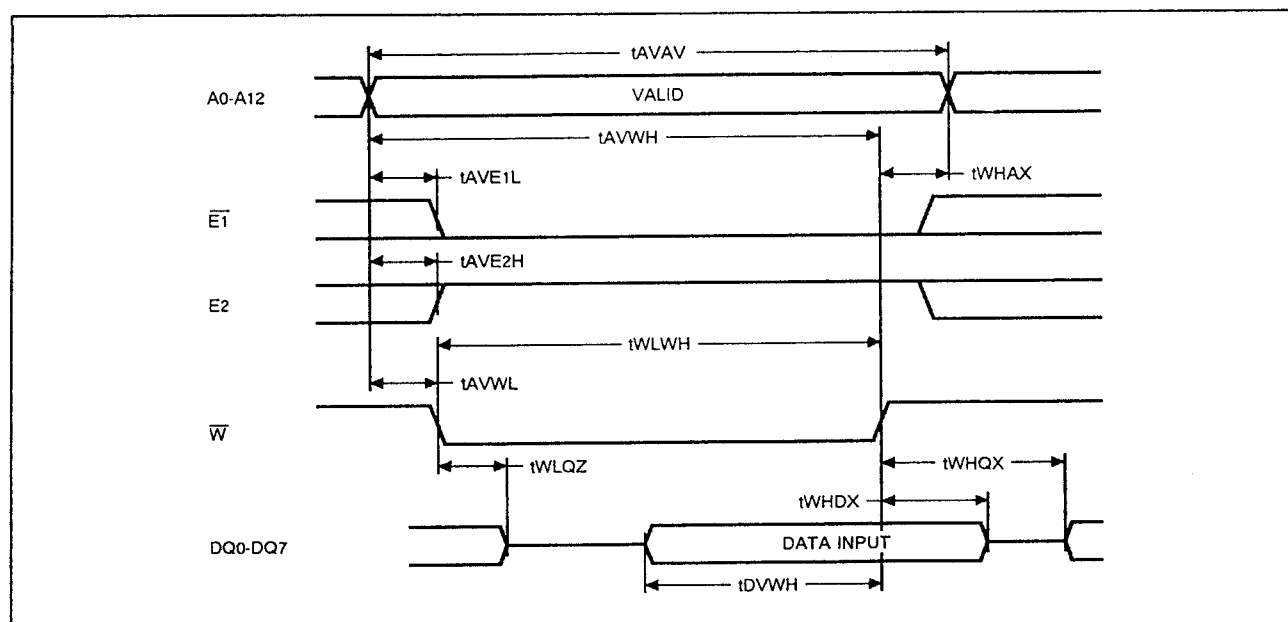 tAVAV
A0-A12
VALID
tAVWH
tAVE1L
tWHAX
E1
tAVE2H
E2
tWLWH
tAVWL
W
tWLQZ
tWHQX
tWHDX
DQ0-DQ7
DATA INPUT
tDVWH